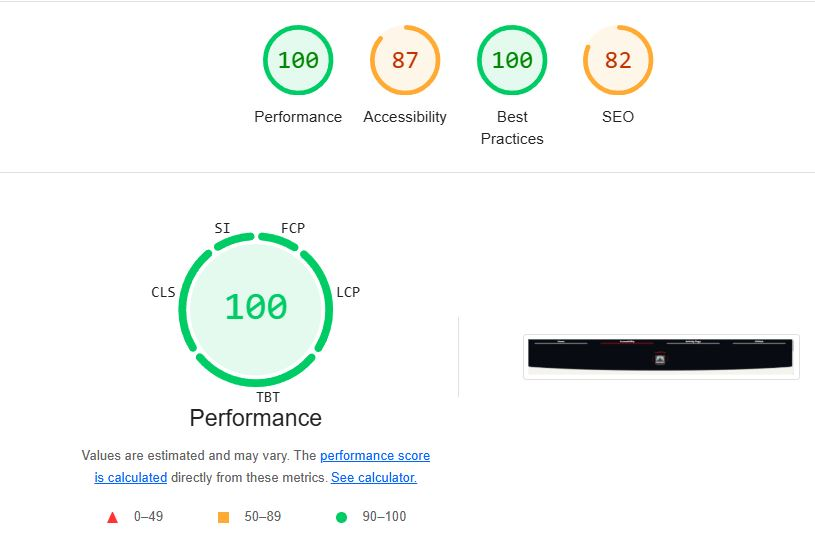 100 87 100 82
Performance Accessibility Best Practices SEO
SI FCP
CLS LCP
100
TBT
Performance
Values are estimated and may vary. The performance score
is calculated directly from these metrics. See calculator.
0–49 50–89 90–100